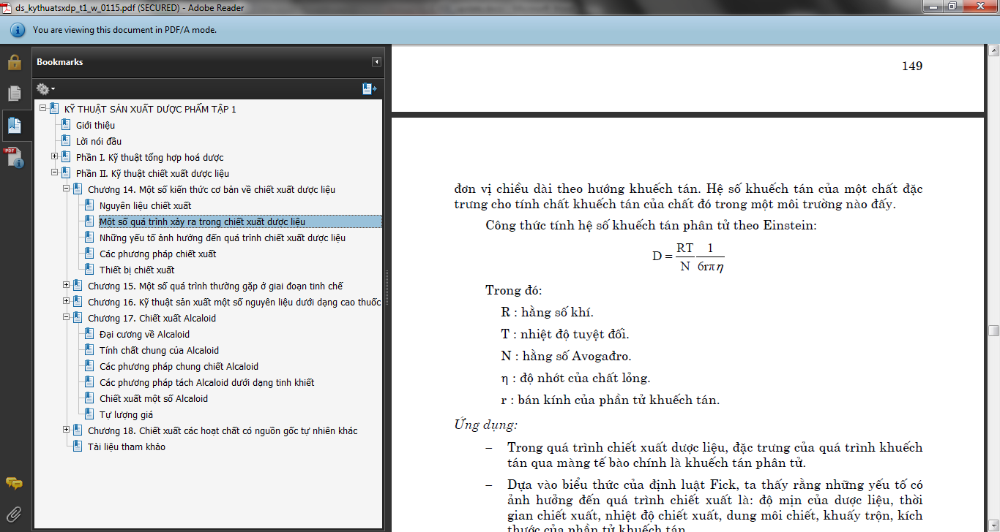 ds_kythuatsxdp_t1_w_0115.pdf (SECURED) - Adobe Reader
You are viewing this document in PDF/A mode.
Bookmarks
KỸ THUẬT SẢN XUẤT DƯỢC PHẨM TẬP 1
Giới thiệu
Lời nói đầu
Phần I. Kỹ thuật tổng hợp hoá dược
Phần II. Kỹ thuật chiết xuất dược liệu
Chương 14. Một số kiến thức cơ bản về chiết xuất dược liệu
Nguyên liệu chiết xuất
Một số quá trình xảy ra trong chiết xuất dược liệu
Những yếu tố ảnh hưởng đến quá trình chiết xuất dược liệu
Các phương pháp chiết xuất
Thiết bị chiết xuất
Chương 15. Một số quá trình thường gặp ở giai đoạn tinh chế
Chương 16. Kỹ thuật sản xuất một số nguyên liệu dưới dạng cao thuốc
Chương 17. Chiết xuất Alcaloid
Đại cương về Alcaloid
Tính chất chung của Alcaloid
Các phương pháp chung chiết Alcaloid
Các phương pháp tách Alcaloid dưới dạng tinh khiết
Chiết xuất một số Alcaloid
Tự lượng giá
Chương 18. Chiết xuất các hoạt chất có nguồn gốc tự nhiên khác
Tài liệu tham khảo
PDF
149
đơn vị chiều dài theo hướng khuếch tán. Hệ số khuếch tán của một chất đặc
trưng cho tính chất khuếch tán của chất đó trong một môi trường nào đấy.
Công thức tính hệ số khuếch tán phân tử theo Einstein:
D = RT/N 1/6rπη
Trong đó:
R : hằng số khí.
T : nhiệt độ tuyệt đối.
N : hằng số Avogađro.
η : độ nhớt của chất lỏng.
r : bán kính của phần tử khuếch tán.
Ứng dụng:
– Trong quá trình chiết xuất dược liệu, đặc trưng của quá trình khuếch
tán qua màng tế bào chính là khuếch tán phân tử.
– Dựa vào biểu thức của định luật Fick, ta thấy rằng những yếu tố có
ảnh hưởng đến quá trình chiết xuất là: độ mịn của dược liệu, thời
gian chiết xuất, nhiệt độ chiết xuất, dung môi chiết, khuấy trộn, kích
thước của phần tử khuếch tán.